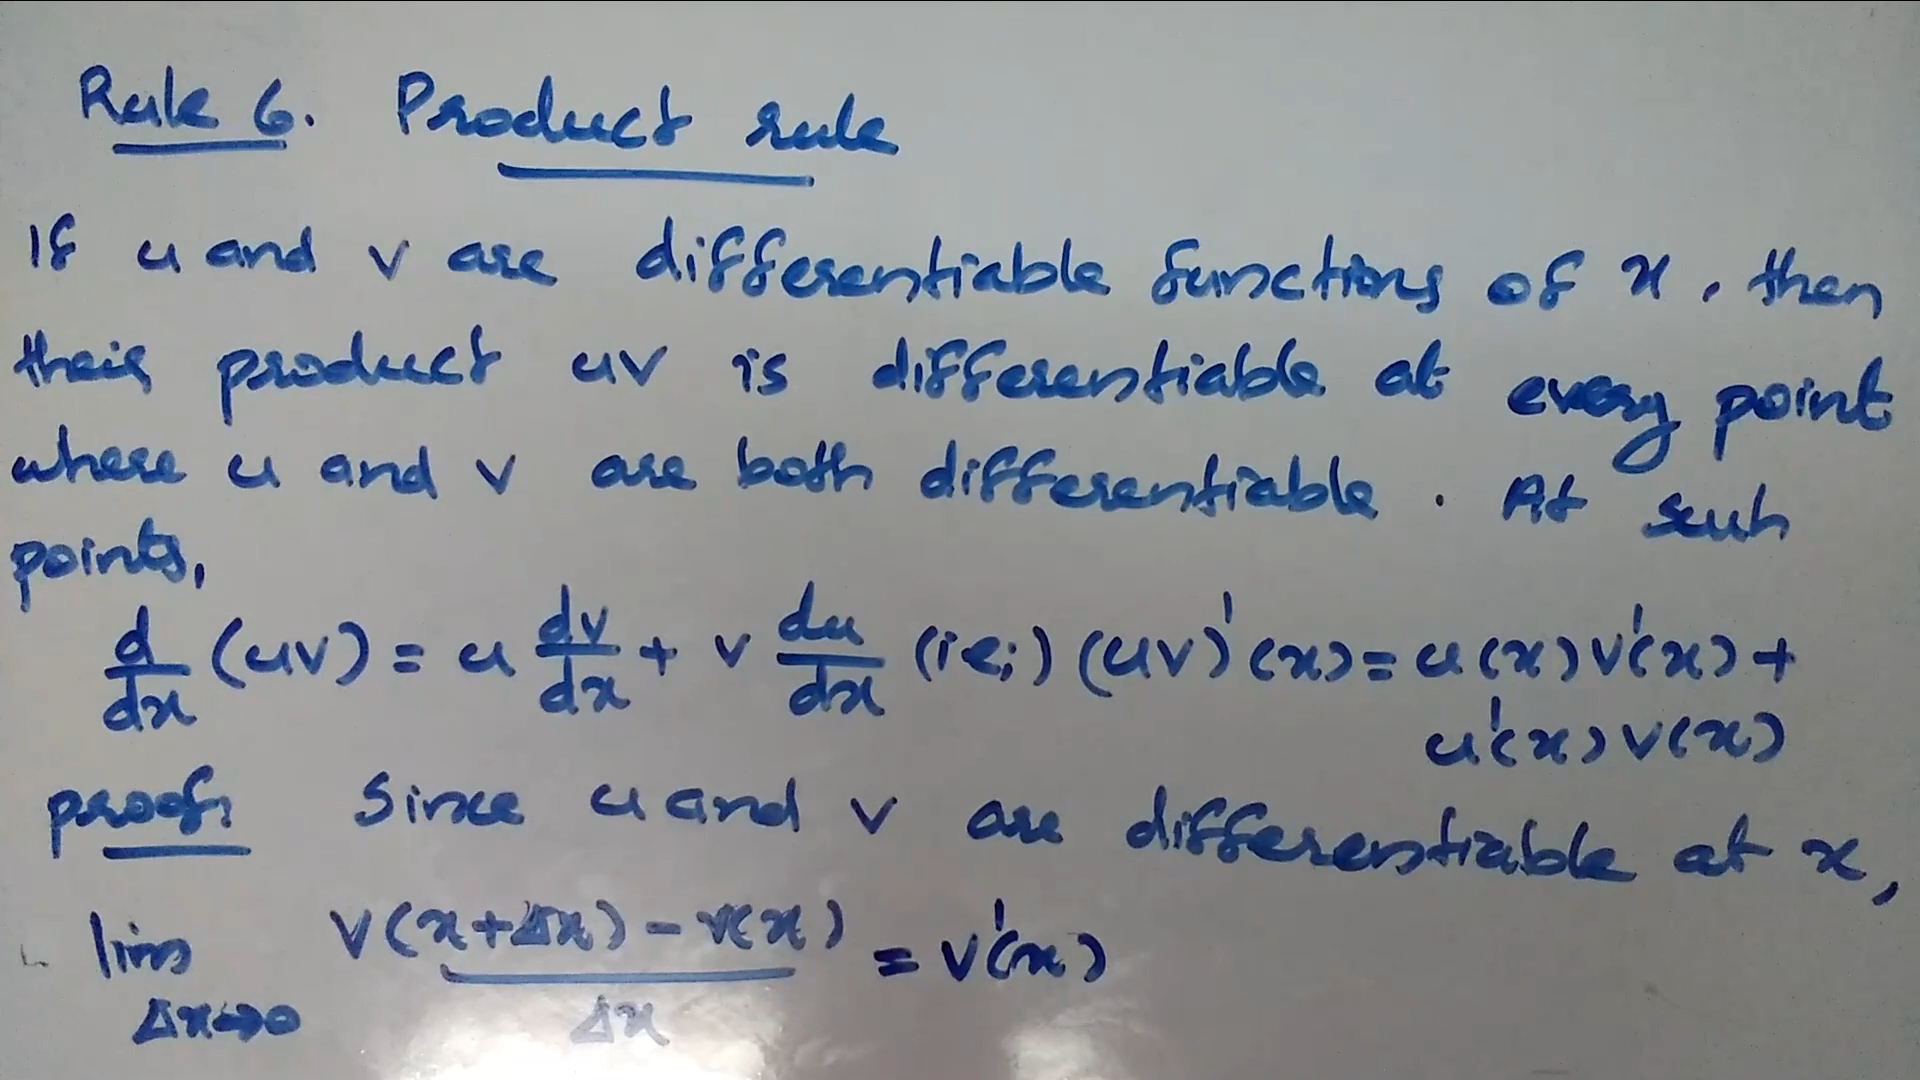 Rule 6. Product rule
If u and v are differentiable functions of x, then
their product uv is differentiable at every point
where u and v are both differentiable. At such
points,
d/dx (uv) = u dv/dx + v du/dx (ie;) (uv)'(x) = u(x)v'(x) +
u'(x)v(x)
proof: Since u and v are differentiable at x,
lim Δx→0 v(x+Δx) - v(x) / Δx = v'(x)